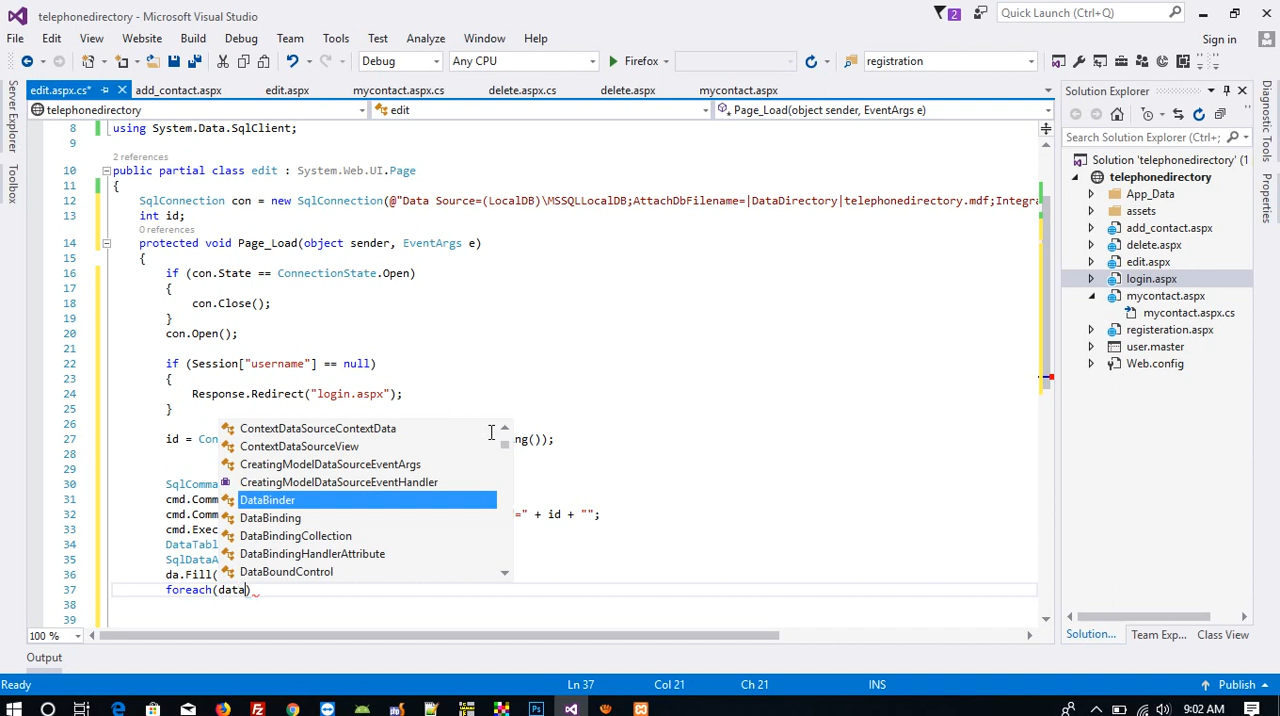 telephonedirectory - Microsoft Visual Studio
2
Quick Launch (Ctrl+Q)
File Edit View Website Build Debug Team Tools Test Analyze Window Help
Sign in
Debug Any CPU Firefox registration
Server Explorer
Toolbox
edit.aspx.cs* add_contact.aspx edit.aspx mycontact.aspx.cs delete.aspx.cs delete.aspx mycontact.aspx
telephonedirectory edit Page_Load(object sender, EventArgs e)
8 using System.Data.SqlClient;
9
2 references
10 public partial class edit : System.Web.UI.Page
11 {
12 SqlConnection con = new SqlConnection(@"Data Source=(LocalDB)\MSSQLLocalDB;AttachDbFilename=|DataDirectory|telephonedirectory.mdf;Integra
13 int id;
0 references
14 protected void Page_Load(object sender, EventArgs e)
15 {
16 if (con.State == ConnectionState.Open)
17 {
18 con.Close();
19 }
20 con.Open();
21
22 if (Session["username"] == null)
23 {
24 Response.Redirect("login.aspx");
25 }
26
27 id = Con ng());
28
29
30 SqlComma
31 cmd.Comm
32 cmd.Comm =" + id + "";
33 cmd.Exec
34 DataTabl
35 SqlDataA
36 da.Fill(
37 foreach(data)
38
39
ContextDataSourceContextData
ContextDataSourceView
CreatingModelDataSourceEventArgs
CreatingModelDataSourceEventHandler
DataBinder
DataBinding
DataBindingCollection
DataBindingHandlerAttribute
DataBoundControl
100 %
Output
Solution Explorer
Search Solution Explorer (Ctrl+;
Solution 'telephonedirectory' (1
telephonedirectory
App_Data
assets
add_contact.aspx
delete.aspx
edit.aspx
login.aspx
mycontact.aspx
mycontact.aspx.cs
registeration.aspx
user.master
Web.config
Solution... Team Exp... Class View
Diagnostic Tools
Properties
Ready Ln 37 Col 21 Ch 21 INS Publish
9:02 AM